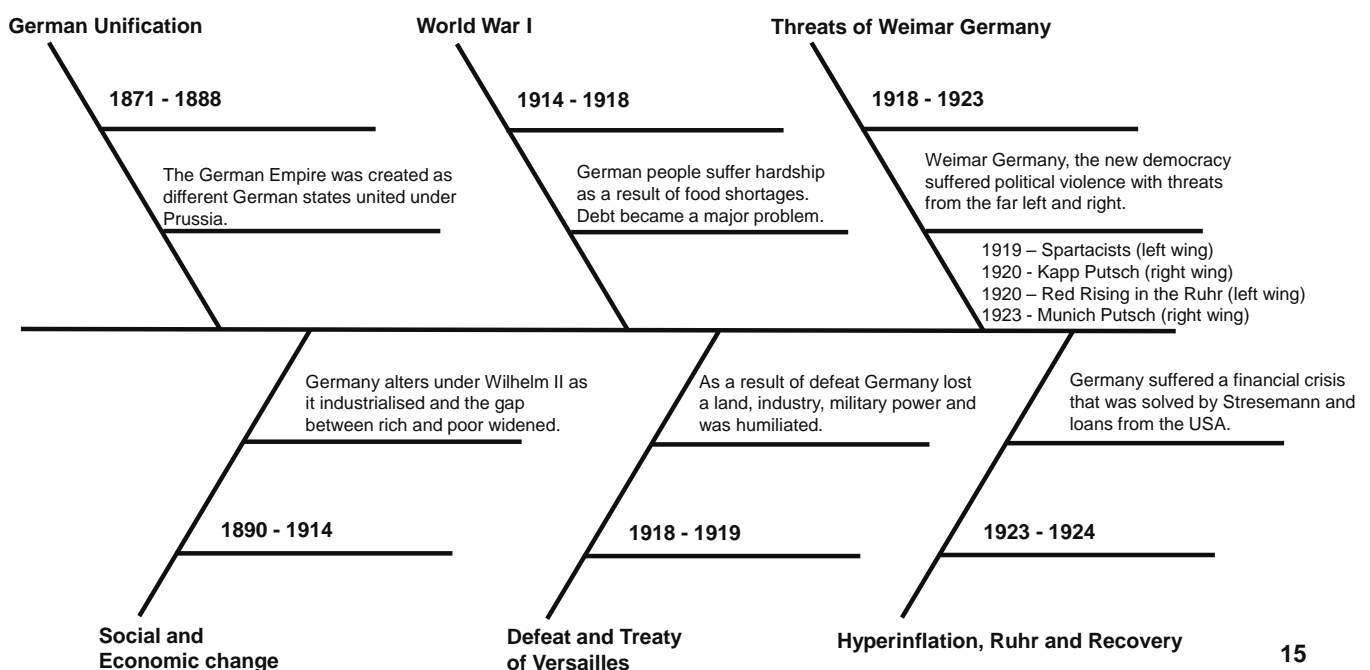 German Unification
1871 - 1888
The German Empire was created as
different German states united under
Prussia.
World War I
1914 - 1918
German people suffer hardship
as a result of food shortages.
Debt became a major problem.
Threats of Weimar Germany
1918 - 1923
Weimar Germany, the new democracy
suffered political violence with threats
from the far left and right.
1919 – Spartacists (left wing)
1920 - Kapp Putsch (right wing)
1920 – Red Rising in the Ruhr (left wing)
1923 - Munich Putsch (right wing)
Germany alters under Wilhelm II as
it industrialised and the gap
between rich and poor widened.
1890 - 1914
Social and
Economic change
As a result of defeat Germany lost
a land, industry, military power and
was humiliated.
1918 - 1919
Defeat and Treaty
of Versailles
Germany suffered a financial crisis
that was solved by Stresemann and
loans from the USA.
1923 - 1924
Hyperinflation, Ruhr and Recovery
15